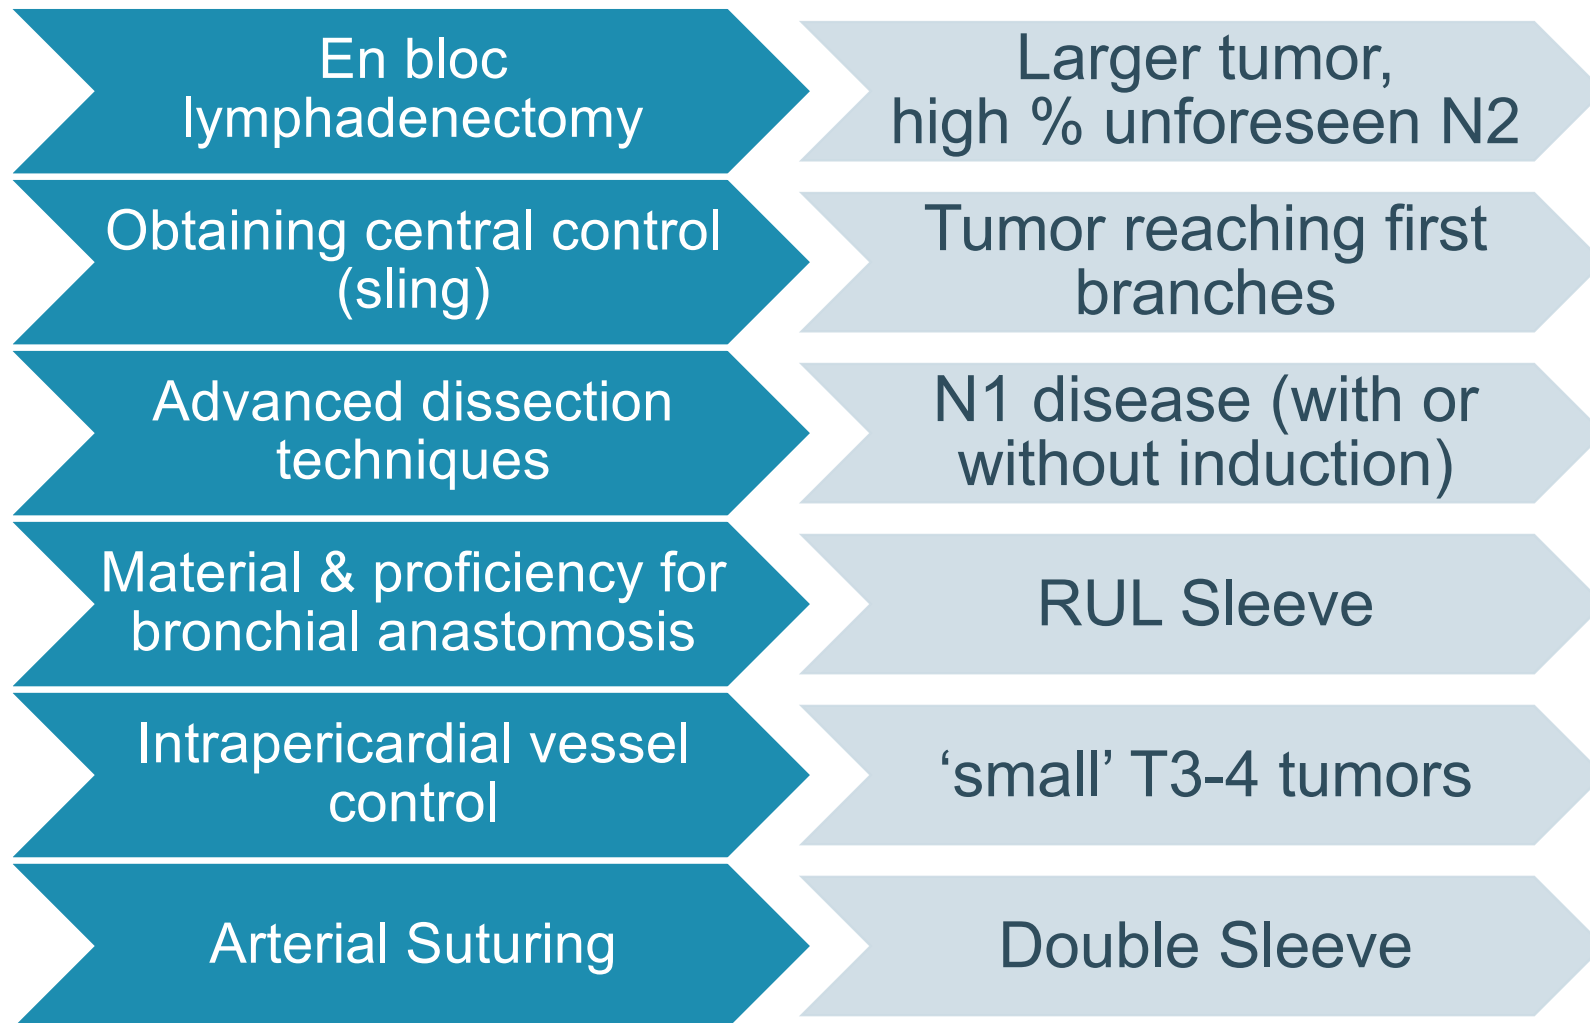 En bloc
lymphadenectomy
Larger tumor,
high % unforeseen N2
Obtaining central control
(sling)
Tumor reaching first
branches
Advanced dissection
techniques
N1 disease (with or
without induction)
Material & proficiency for
bronchial anastomosis
RUL Sleeve
Intrapericardial vessel
control
‘small’ T3-4 tumors
Arterial Suturing
Double Sleeve